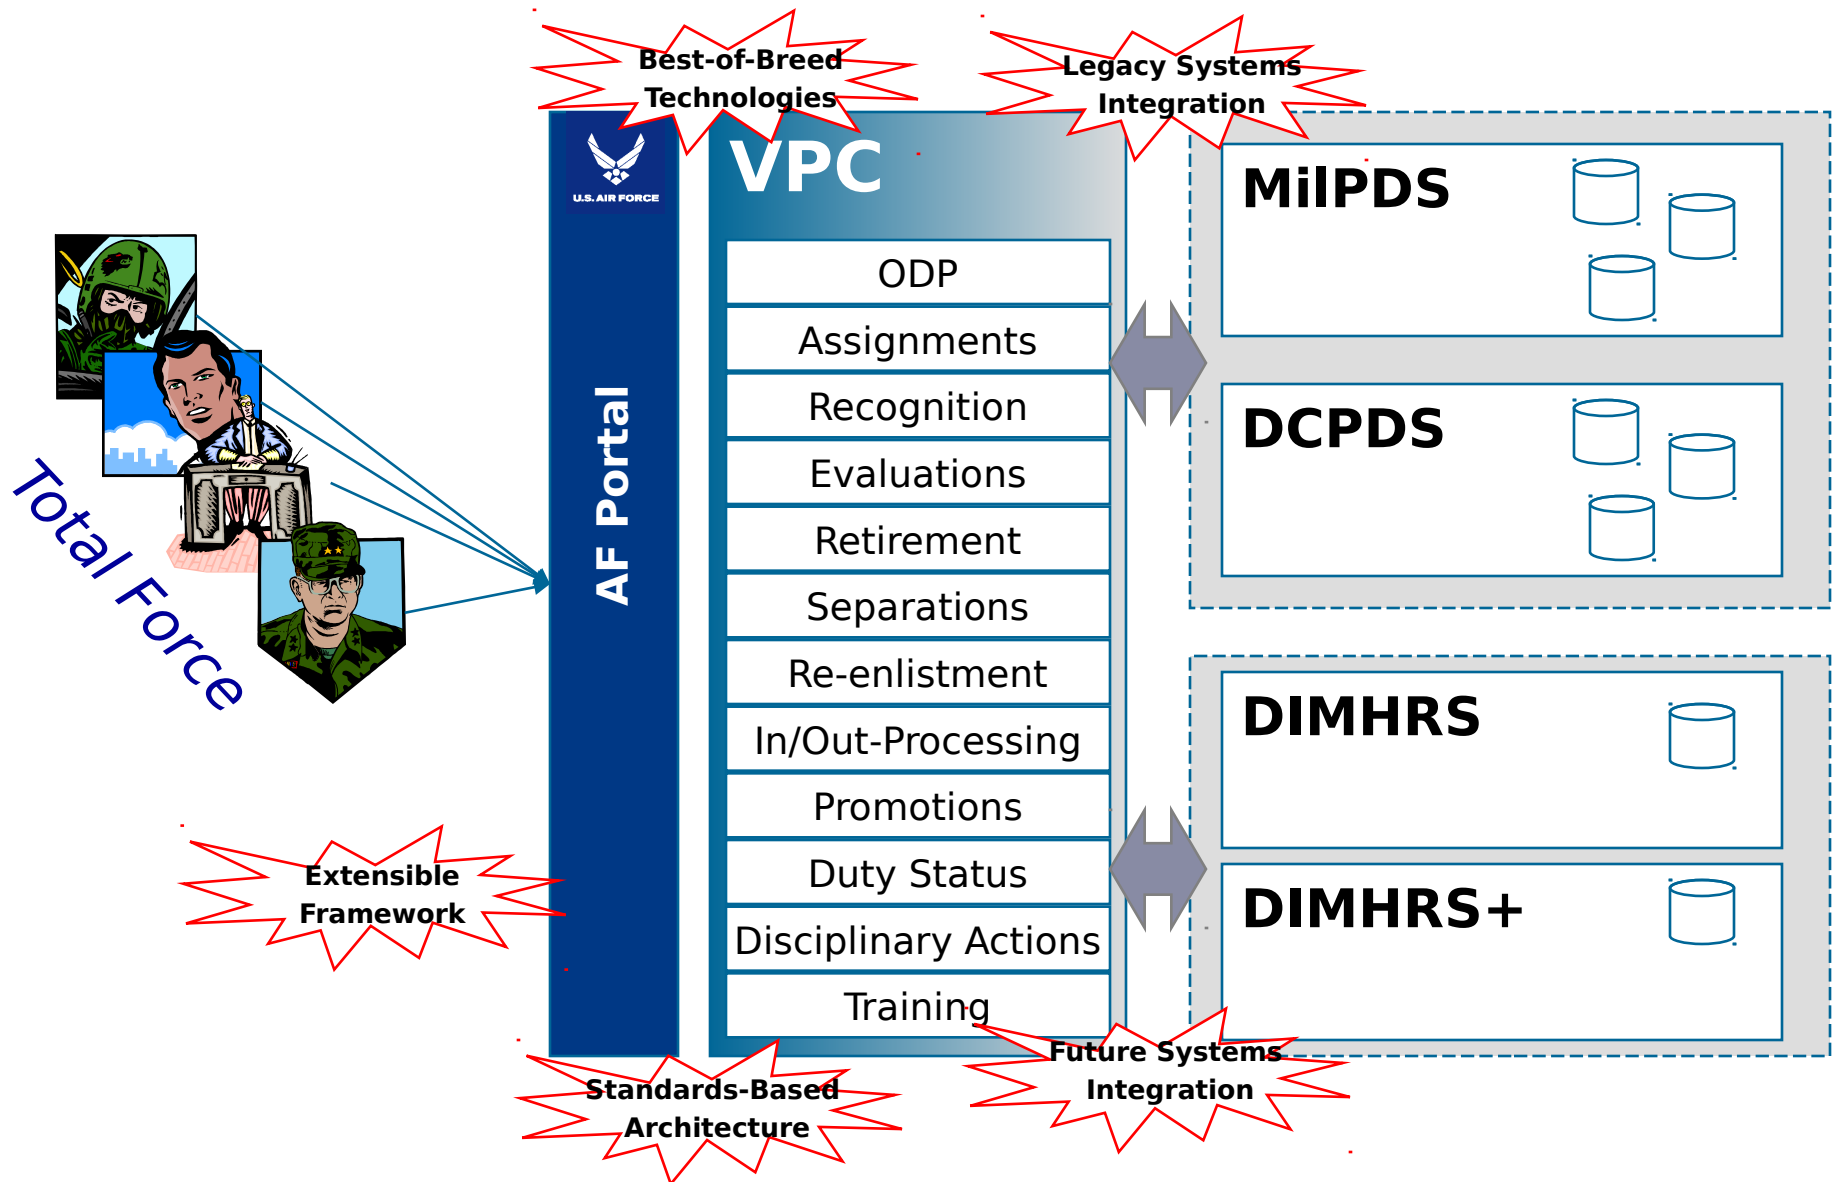 Best-of-Breed
Technologies
Legacy Systems
Integration
U.S. AIR FORCE
VPC
MilPDS
ODP
Assignments
Recognition
Evaluations
Retirement
Separations
Re-enlistment
In/Out-Processing
Promotions
Duty Status
Disciplinary Actions
Training
AF Portal
DCPDS
Total Force
DIMHRS
DIMHRS+
Extensible
Framework
Standards-Based
Architecture
Future Systems
Integration